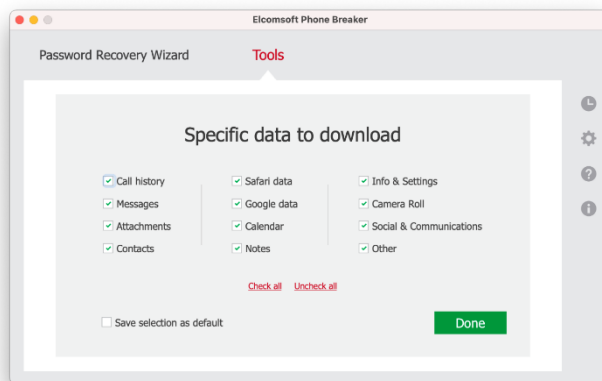 Elcomsoft Phone Breaker
Password Recovery Wizard Tools
Specific data to download
Call history Safari data Info & Settings
Messages Google data Camera Roll
Attachments Calendar Social & Communications
Contacts Notes Other
Check all Uncheck all
Save selection as default Done